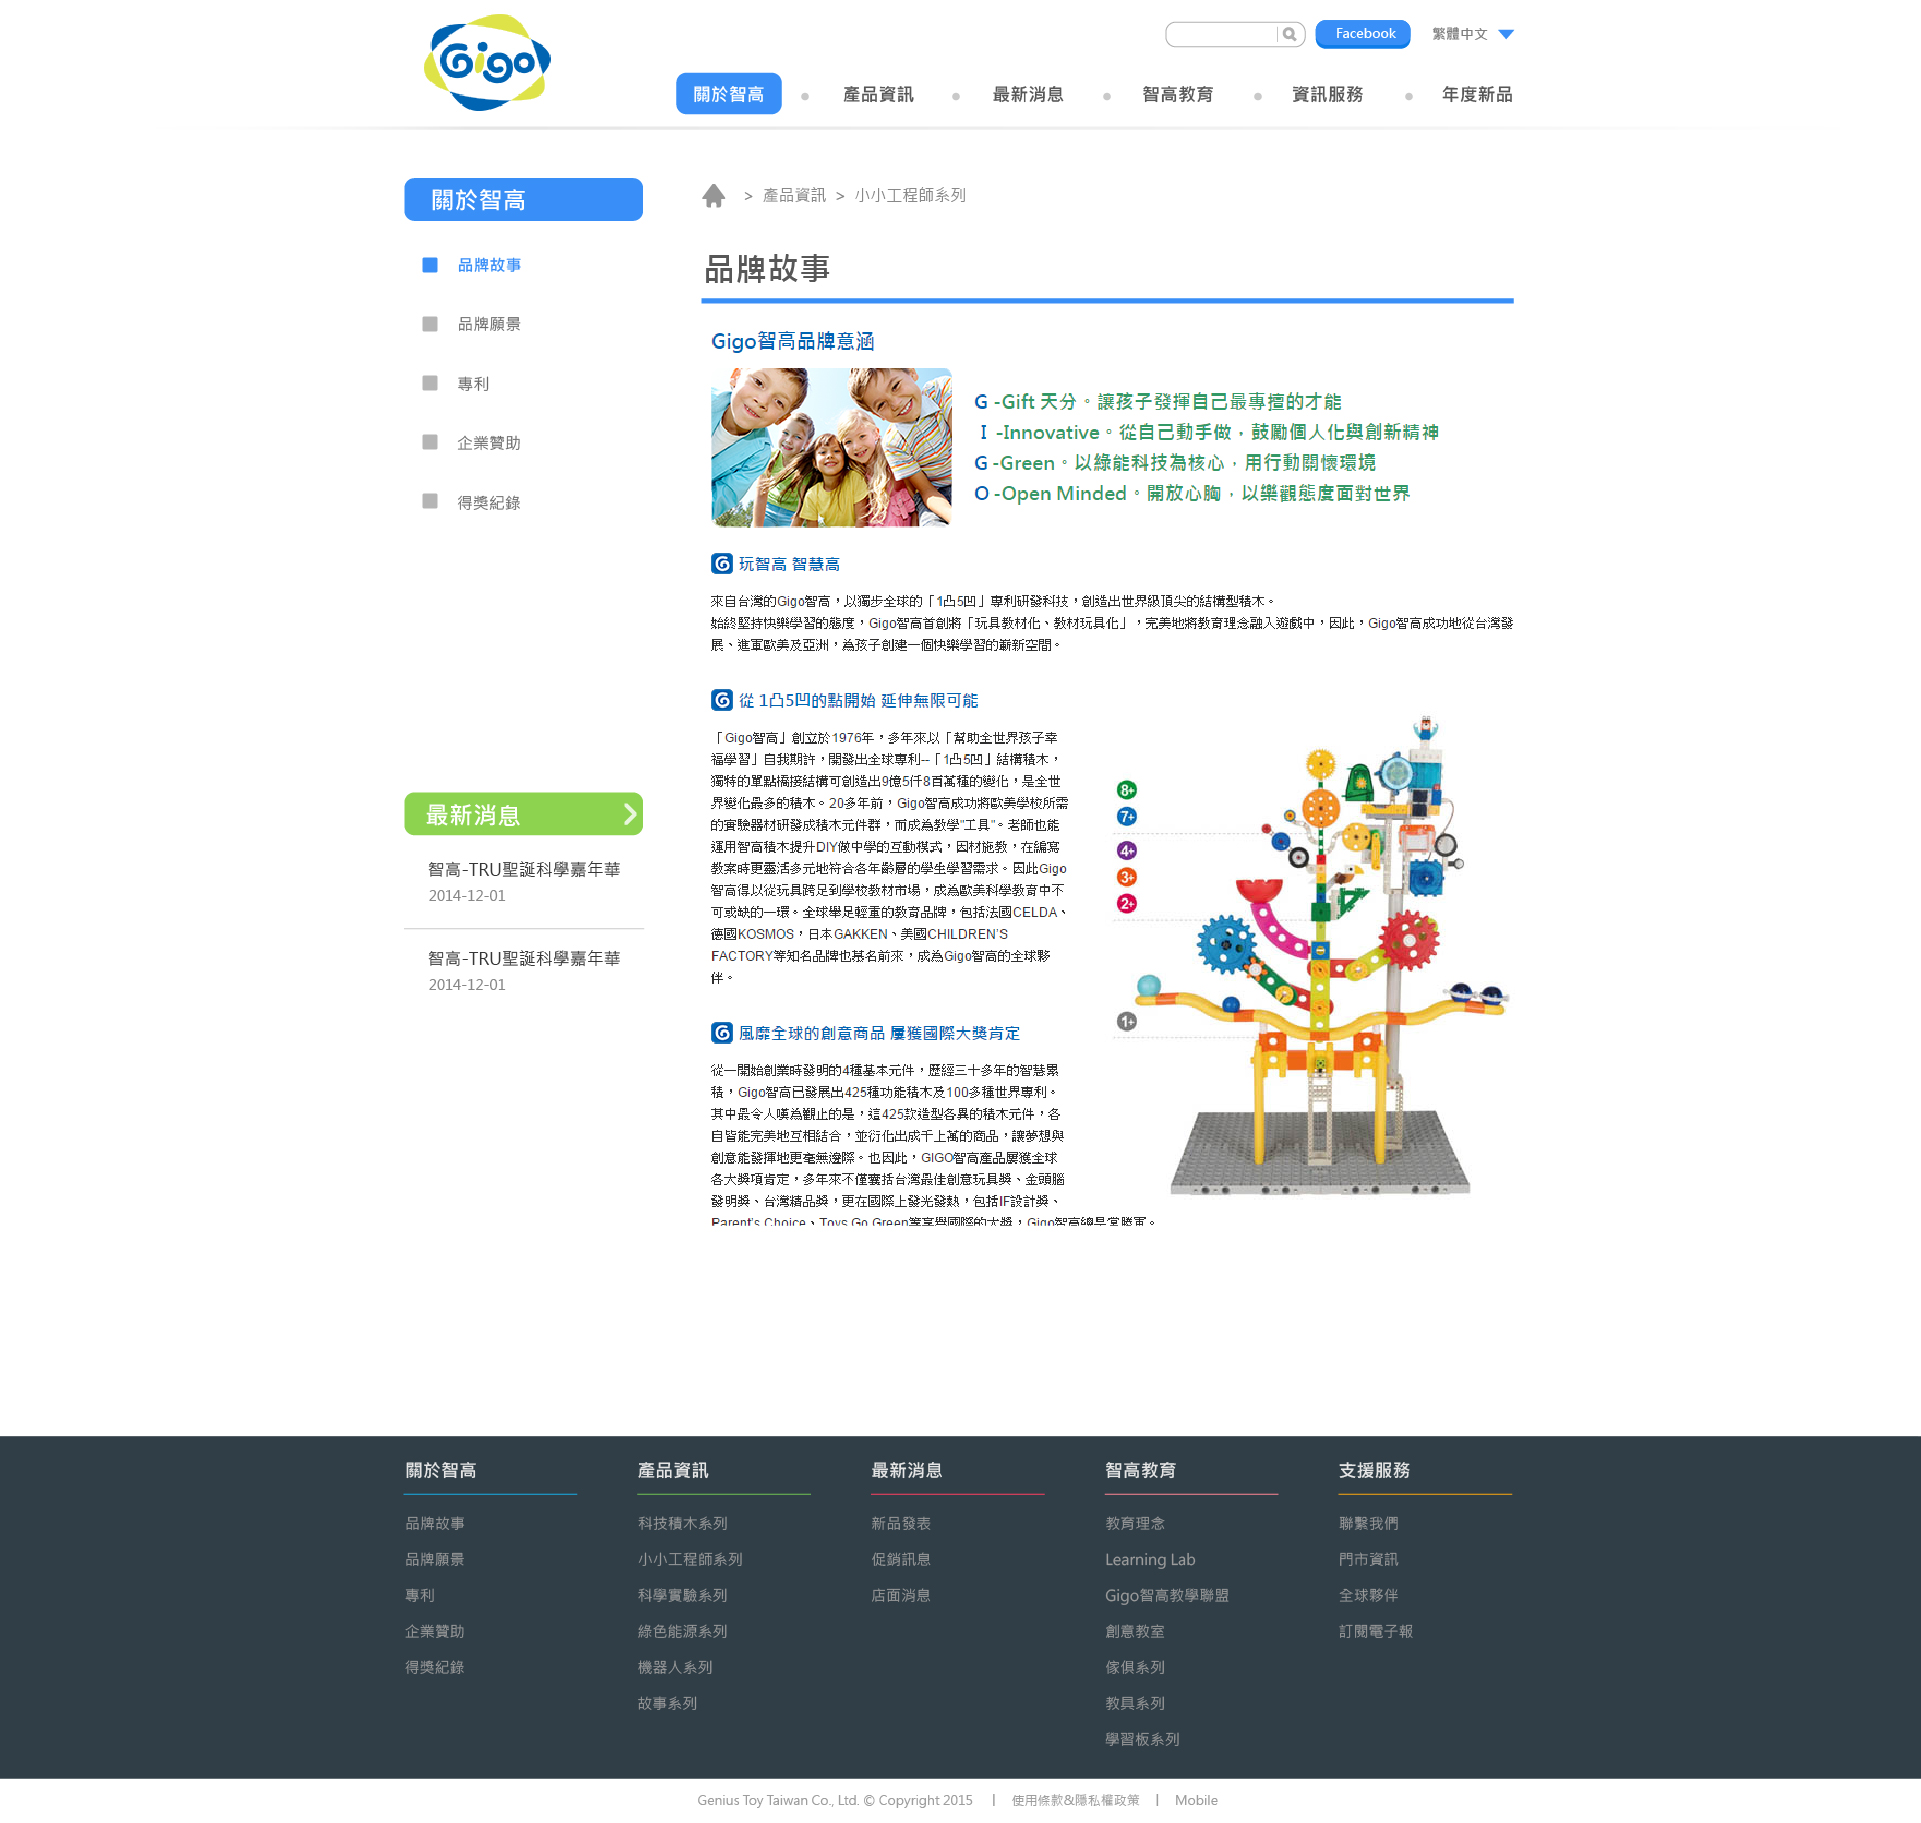 Gigo
Facebook
繁體中文
關於智高
產品資訊
最新消息
智高教育
資訊服務
年度新品
關於智高
品牌故事
品牌願景
專利
企業贊助
得獎紀錄
最新消息
智高-TRU聖誕科學嘉年華
2014-12-01
智高-TRU聖誕科學嘉年華
2014-12-01
> 產品資訊 > 小小工程師系列
品牌故事
Gigo智高品牌意涵
G -Gift 天分。讓孩子發揮自己最專擅的才能
I -Innovative。從自己動手做，鼓勵個人化與創新精神
G -Green。以綠能科技為核心，用行動關懷環境
O -Open Minded。開放心胸，以樂觀態度面對世界
玩智高 智慧高
來自台灣的Gigo智高，以獨步全球的「1凸5凹」專利研發科技，創造出世界級頂尖的結構型積木。
始終堅持快樂學習的態度，Gigo智高首創將「玩具教材化、教材玩具化」，完美地將教育理念融入遊戲中，因此，Gigo智高成功地從台灣發
展、進軍歐美及亞洲，為孩子創建一個快樂學習的嶄新空間。
從 1凸5凹的點開始 延伸無限可能
「Gigo智高」創立於1976年，多年來以「幫助全世界孩子幸
福學習」自我期許，開發出全球專利--「1凸5凹」結構積木，
獨特的單點橋接結構可創造出9億5仟8百萬種的變化，是全世
界變化最多的積木。20多年前，Gigo智高成功將歐美學校所需
的實驗器材研發成積木元件群，而成為教學"工具"。老師也能
運用智高積木提升DIY做中學的互動模式，因材施教，在編寫
教案時更靈活多元地符合各年齡層的學生學習需求。因此Gigo
智高得以從玩具跨足到學校教材市場，成為歐美科學教育中不
可或缺的一環。全球舉足輕重的教育品牌，包括法國CELDA、
德國KOSMOS，日本GAKKEN、美國CHILDREN'S
FACTORY等知名品牌也慕名前來，成為Gigo智高的全球夥
伴。
8+
7+
4+
3+
2+
1+
風靡全球的創意商品 屢獲國際大獎肯定
從一開始創業時發明的4種基本元件，歷經三十多年的智慧累
積，Gigo智高已發展出425種功能積木及100多種世界專利。
其中最令人嘆為觀止的是，這425款造型各異的積木元件，各
自皆能完美地互相結合，並衍化出成千上萬的商品，讓夢想與
創意能發揮地更毫無邊際。也因此，GIGO智高產品屢獲全球
各大獎項肯定，多年來不僅囊括台灣最佳創意玩具獎、金頭腦
發明獎、台灣精品獎，更在國際上發光發熱，包括IF設計獎、
Parent's Choice、Toys Go Green等享譽國際的大獎，Gigo智高總是常勝軍。
關於智高
品牌故事
品牌願景
專利
企業贊助
得獎紀錄
產品資訊
科技積木系列
小小工程師系列
科學實驗系列
綠色能源系列
機器人系列
故事系列
最新消息
新品發表
促銷訊息
店面消息
智高教育
教育理念
Learning Lab
Gigo智高教學聯盟
創意教室
傢俱系列
教具系列
學習板系列
支援服務
聯繫我們
門市資訊
全球夥伴
訂閱電子報
Genius Toy Taiwan Co., Ltd. © Copyright 2015 | 使用條款&隱私權政策 | Mobile